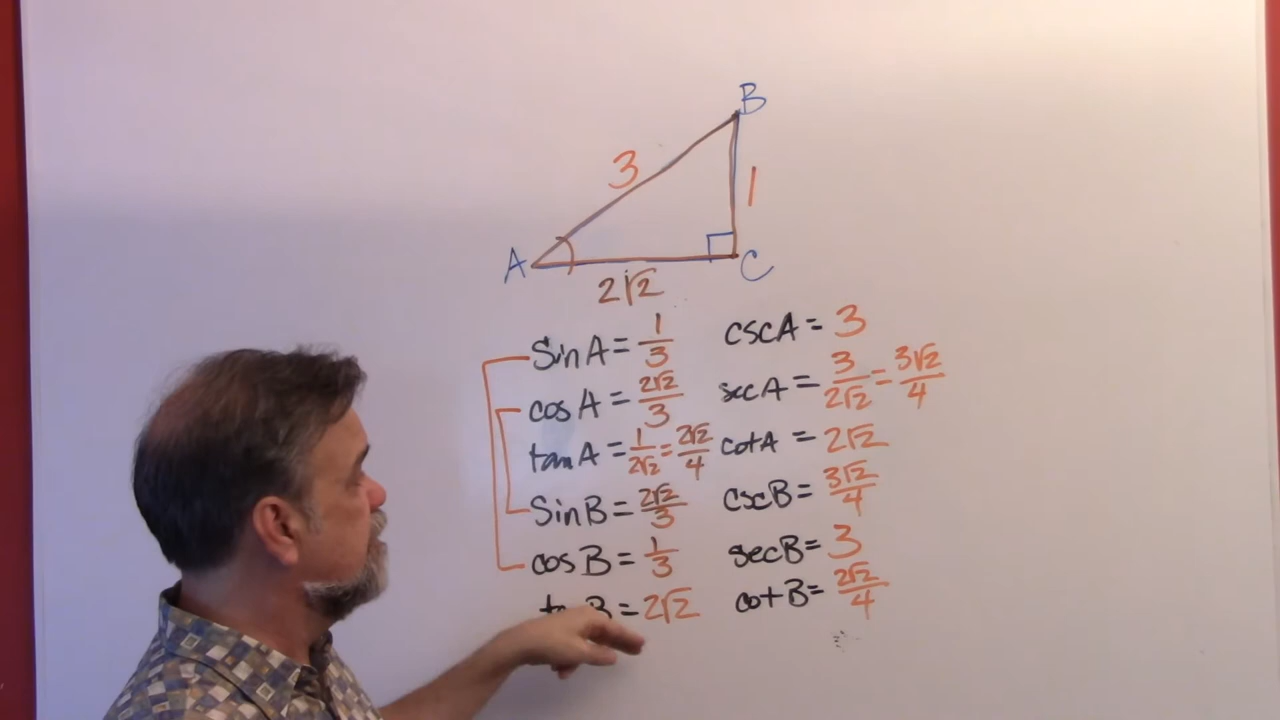 B
3
1
A
C
2√2
sin A = 1/3 csc A = 3
cos A = 2√2/3 sec A = 3/2√2 = 3√2/4
tan A = 1/2√2 = 2√2/4 cot A = 2√2
sin B = 2√2/3 csc B = 3√2/4
cos B = 1/3 sec B = 3
tan B = 2√2 cot B = 2√2/4